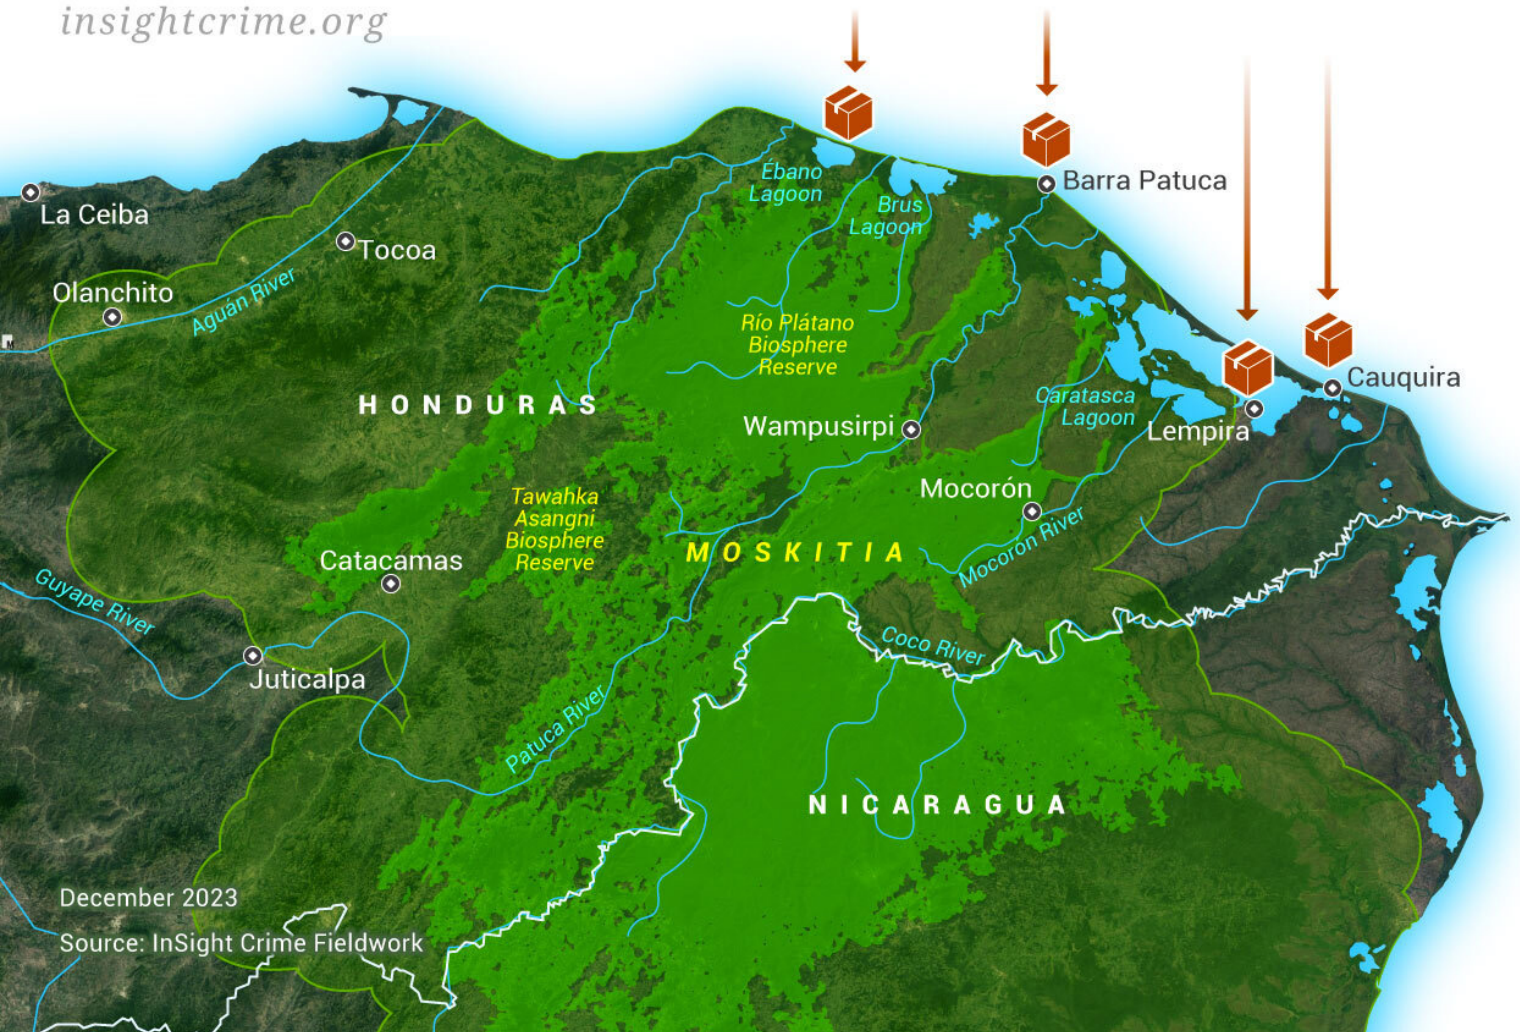 insightcrime.org
Barra Patuca
Ébano
Lagoon
Brus
Lagoon
La Ceiba
Tocoa
Olanchito
Aguán River
Río Plátano
Biosphere
Reserve
HONDURAS
Cauquira
Caratasca
Lagoon
Lempira
Wampusirpi
Mocorón
Tawahka
Asangni
Biosphere
Reserve
MOSKITIA
Mocorón River
Catacamas
Guyape River
Coco River
Juticalpa
Patuca River
NICARAGUA
December 2023
Source: InSight Crime Fieldwork